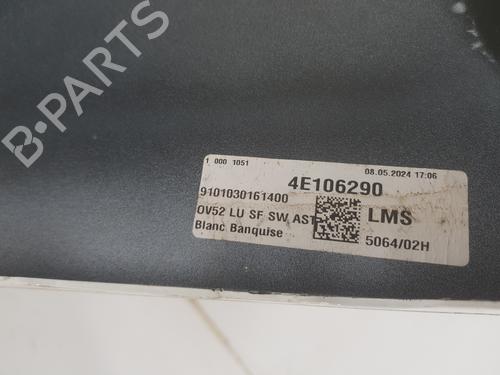 B-PARTS
1 000 1051
08.05.2024 17:06
4E106290
9101030161400
OV52 LU SF SW AST
LMS
Blanc Banquise
5064/02H